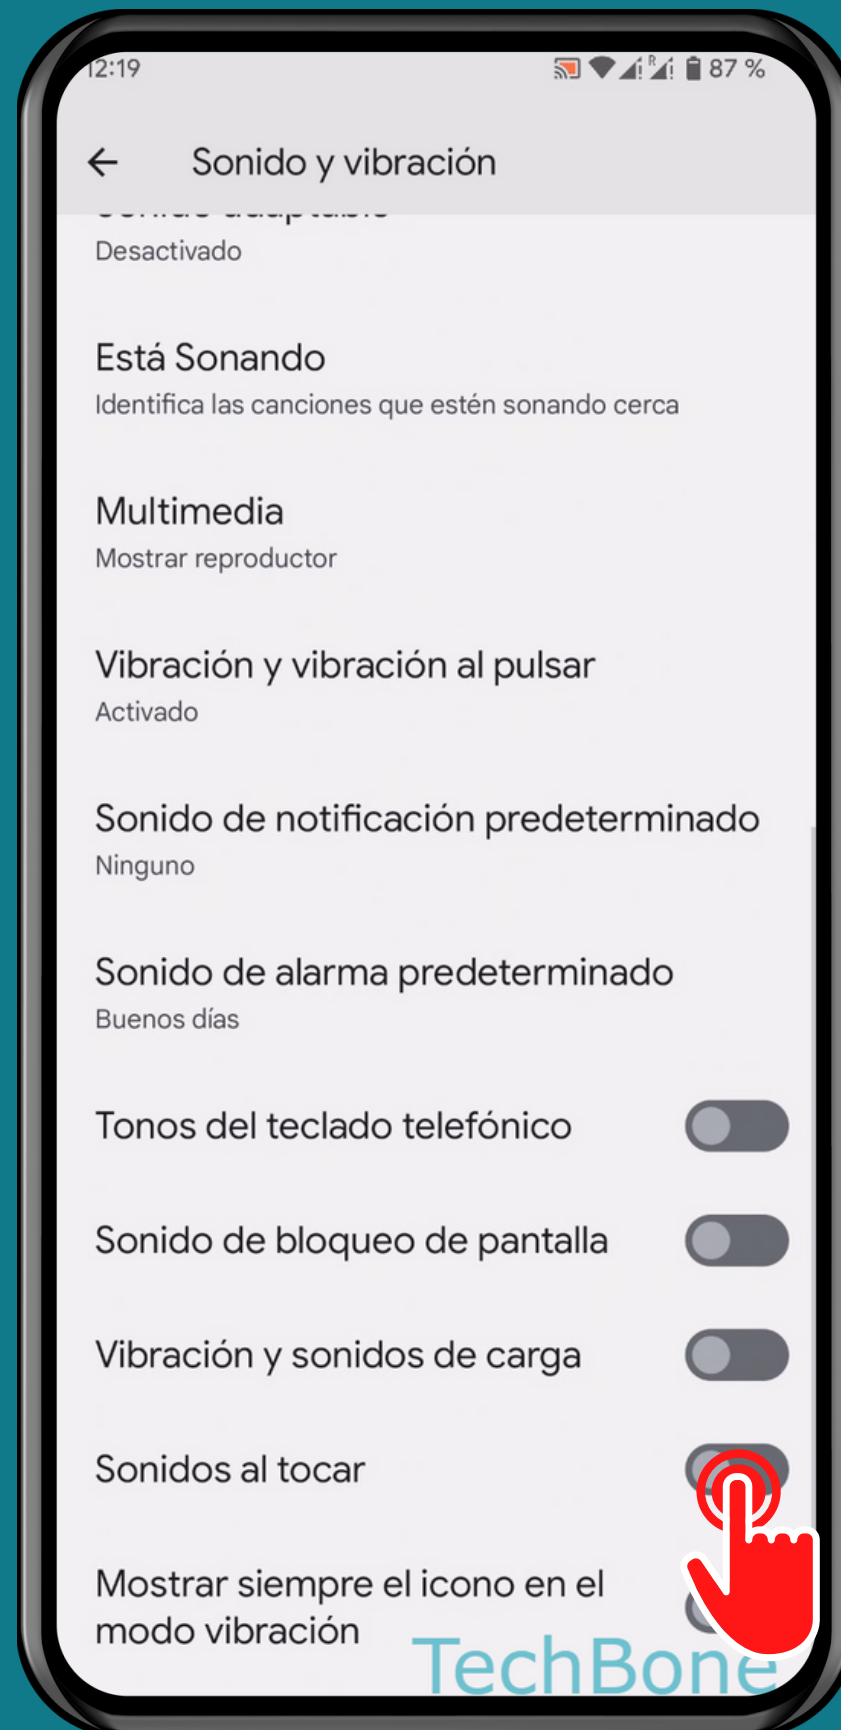 12:19
R
87 %
Sonido y vibración
Desactivado
Está Sonando
Identifica las canciones que estén sonando cerca
Multimedia
Mostrar reproductor
Vibración y vibración al pulsar
Activado
Sonido de notificación predeterminado
Ninguno
Sonido de alarma predeterminado
Buenos días
Tonos del teclado telefónico
Sonido de bloqueo de pantalla
Vibración y sonidos de carga
Sonidos al tocar
Mostrar siempre el icono en el
modo vibración
TechBone